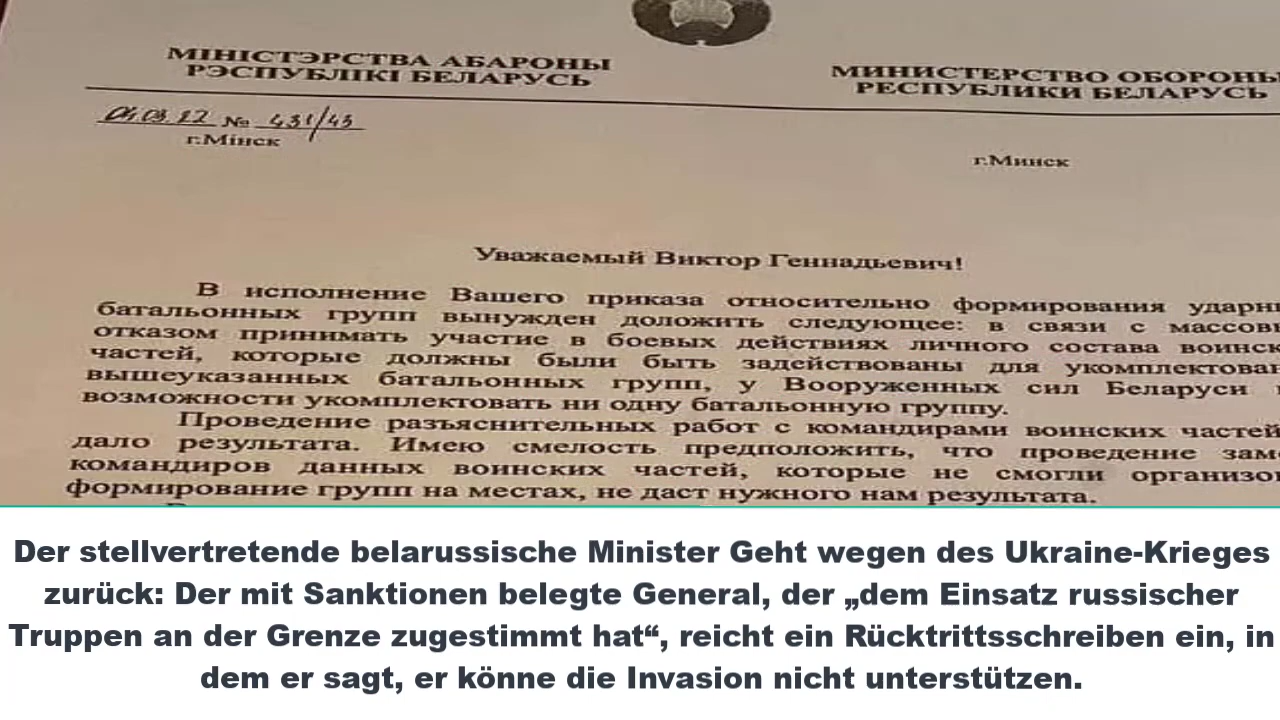 МІНІСТЭРСТВА АБАРОНЫ
РЭСПУБЛІКІ БЕЛАРУСЬ
МИНИСТЕРСТВО ОБОРОНЫ
РЕСПУБЛИКИ БЕЛАРУСЬ
04.03.22 № 431/43
г.Мінск
г.Минск
Уважаемый Виктор Геннадьевич!
В исполнение Вашего приказа относительно формирования ударн
батальонных групп вынужден доложить следующее: в связи с массов
отказом принимать участие в боевых действиях личного состава воинск
частей, которые должны были быть задействованы для укомплектован
вышеуказанных батальонных групп, у Вооруженных сил Беларуси
возможности укомплектовать ни одну батальонную группу.
Проведение разъяснительных работ с командирами воинских частей
дало результата. Имею смелость предположить, что проведение заме
командиров данных воинских частей, которые не смогли организо
формирование групп на местах, не даст нужного нам результата.
Der stellvertretende belarussische Minister Geht wegen des Ukraine-Krieges
zurück: Der mit Sanktionen belegte General, der „dem Einsatz russischer
Truppen an der Grenze zugestimmt hat“, reicht ein Rücktrittsschreiben ein, in
dem er sagt, er könne die Invasion nicht unterstützen.